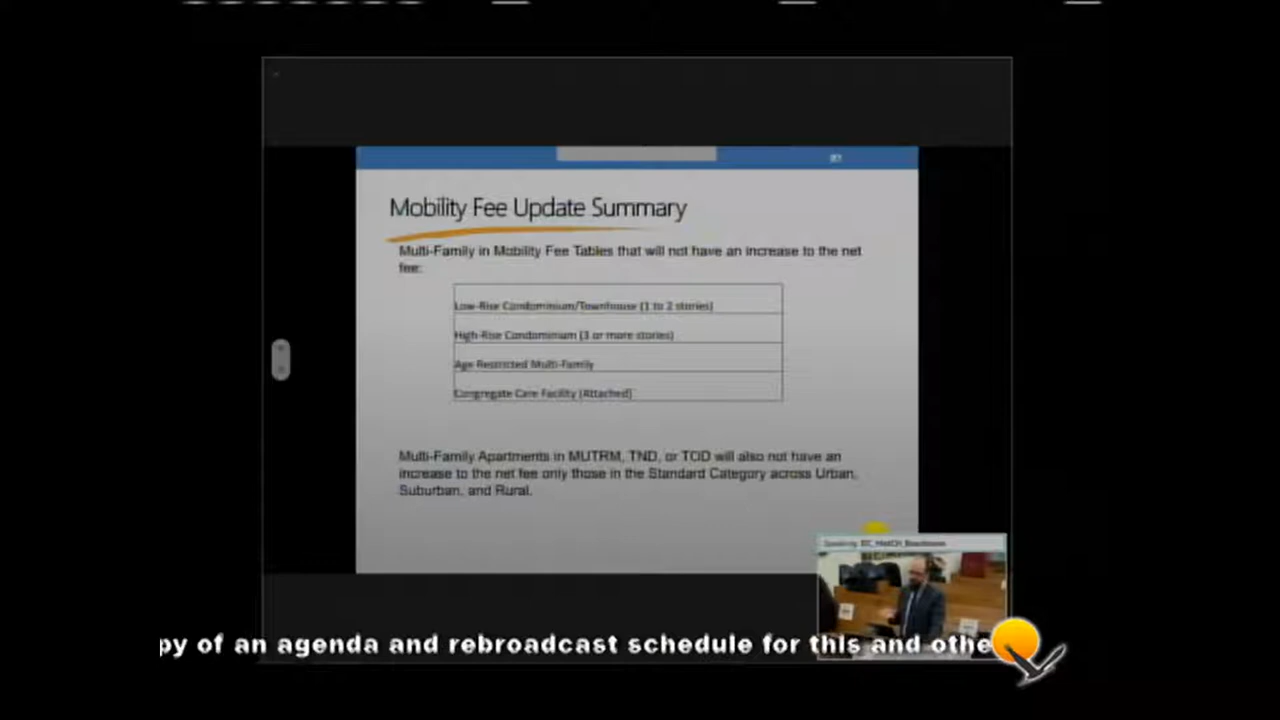 Mobility Fee Update Summary
Multi-Family in Mobility Fee Tables that will not have an increase to the net
fee:
Low-Rise Condominium/Townhouse (1 to 2 stories)
High-Rise Condominium (3 or more stories)
Age Restricted Multi-Family
Congregate Care Facility (Attached)
Multi-Family Apartments in MUTRM, TND, or TOD will also not have an
increase to the net fee only those in the Standard Category across Urban,
Suburban, and Rural.
Speaking:
py of an agenda and rebroadcast schedule for this and othe